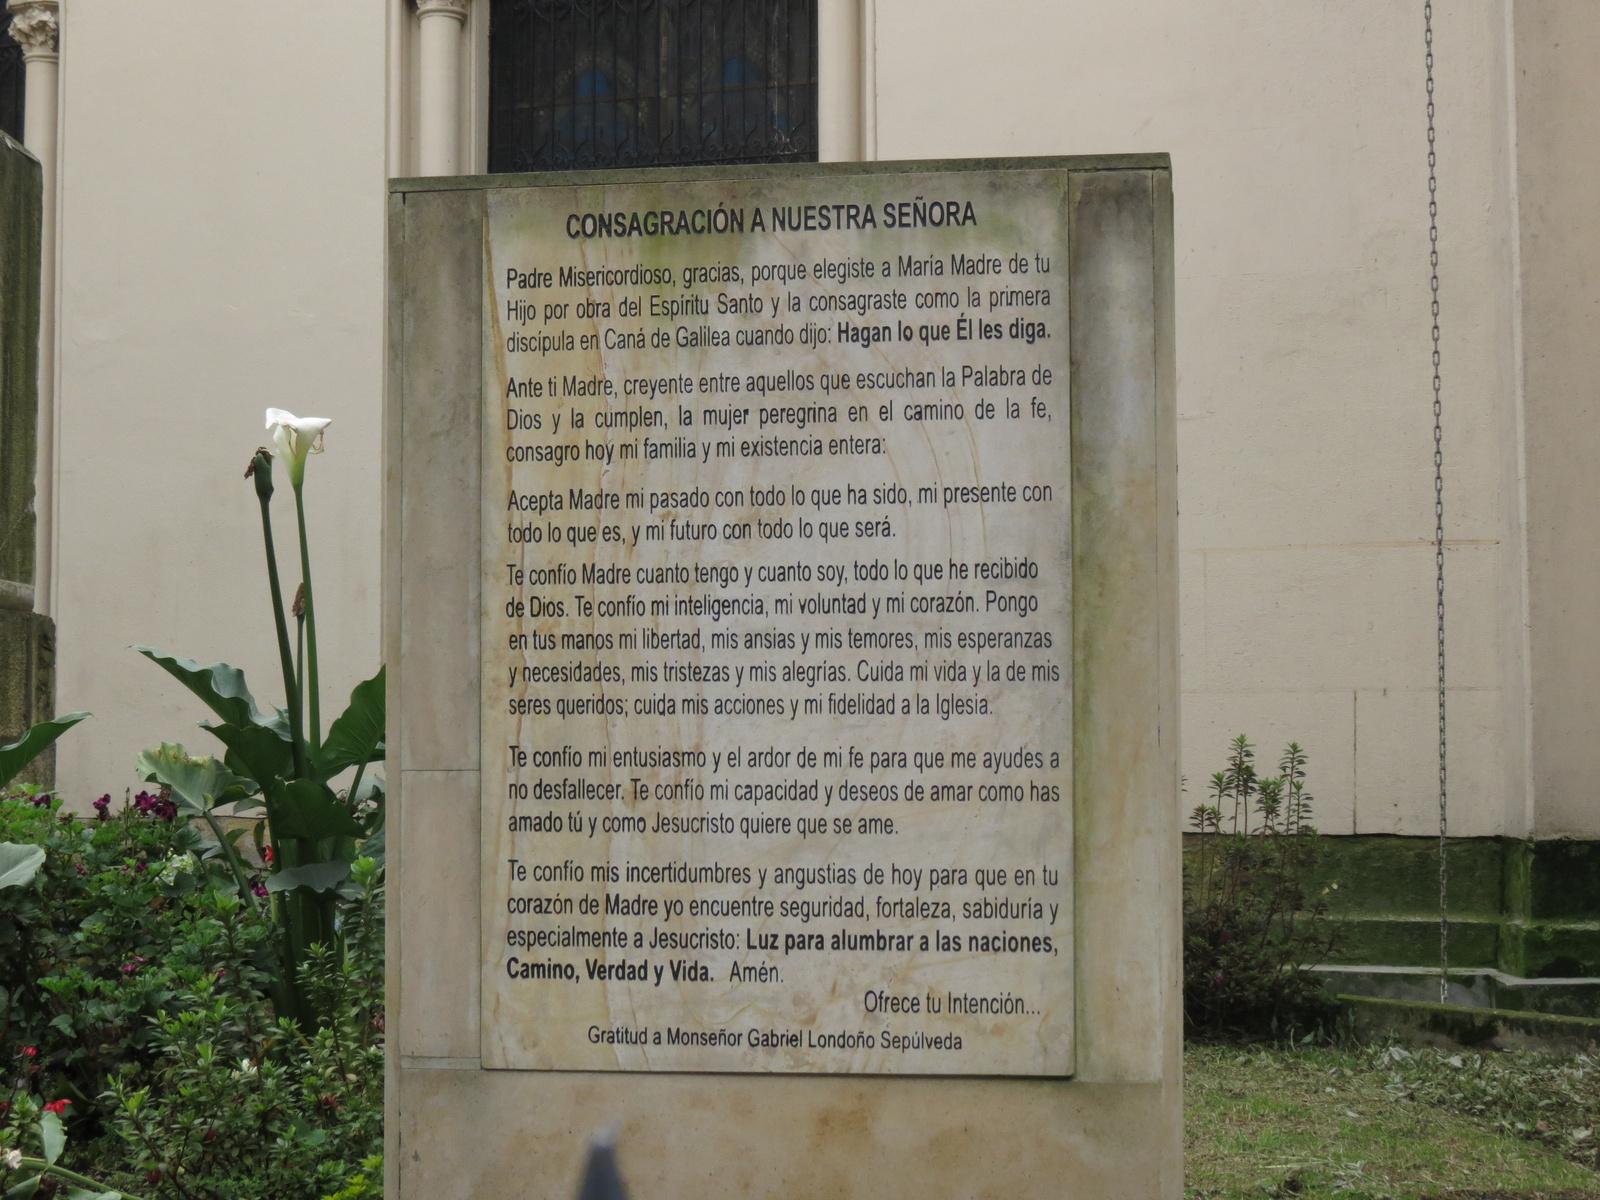 CONSAGRACIÓN A NUESTRA SEÑORA
Padre Misericordioso, gracias, porque elegiste a María Madre de tu
Hijo por obra del Espíritu Santo y la consagraste como la primera
discípula en Caná de Galilea cuando dijo: Hagan lo que Él les diga.
Ante ti Madre, creyente entre aquellos que escuchan la Palabra de
Dios y la cumplen, la mujer peregrina en el camino de la fe,
consagro hoy mi familia y mi existencia entera:
Acepta Madre mi pasado con todo lo que ha sido, mi presente con
todo lo que es, y mi futuro con todo lo que será.
Te confío Madre cuanto tengo y cuanto soy, todo lo que he recibido
de Dios. Te confío mi inteligencia, mi voluntad y mi corazón. Pongo
en tus manos mi libertad, mis ansias y mis temores, mis esperanzas
y necesidades, mis tristezas y mis alegrías. Cuida mi vida y la de mis
seres queridos; cuida mis acciones y mi fidelidad a la Iglesia.
Te confío mi entusiasmo y el ardor de mi fe para que me ayudes a
no desfallecer. Te confío mi capacidad y deseos de amar como has
amado tú y como Jesucristo quiere que se ame.
Te confío mis incertidumbres y angustias de hoy para que en tu
corazón de Madre yo encuentre seguridad, fortaleza, sabiduría y
especialmente a Jesucristo: Luz para alumbrar a las naciones,
Camino, Verdad y Vida. Amén.
Ofrece tu Intención...
Gratitud a Monseñor Gabriel Londoño Sepúlveda